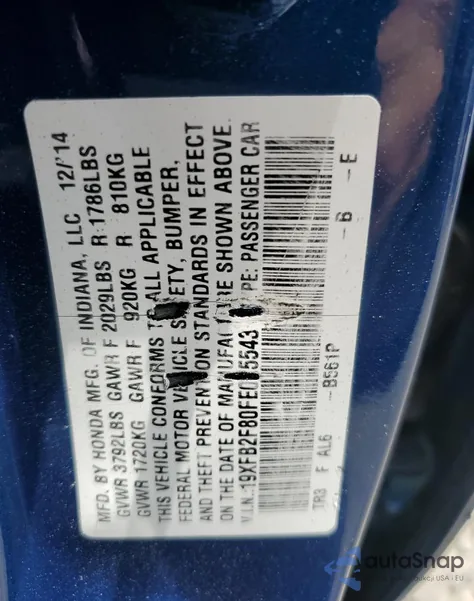 MFD. BY HONDA MFG. OF INDIANA, LLC 12/'14
GVWR 3792LBS GAWR F 2029LBS R 1786LBS
GVWR 1720KG GAWR F 920KG R 810KG
THIS VEHICLE CONFORMS TO ALL APPLICABLE
FEDERAL MOTOR VEHICLE SAFETY, BUMPER,
AND THEFT PREVENTION STANDARDS IN EFFECT
ON THE DATE OF MANUFACTURE SHOWN ABOVE.
V.I.N.: TYPE: PASSENGER CAR
TR3 F AL6 -B561P -B -E
AutoSnap
USA i EU